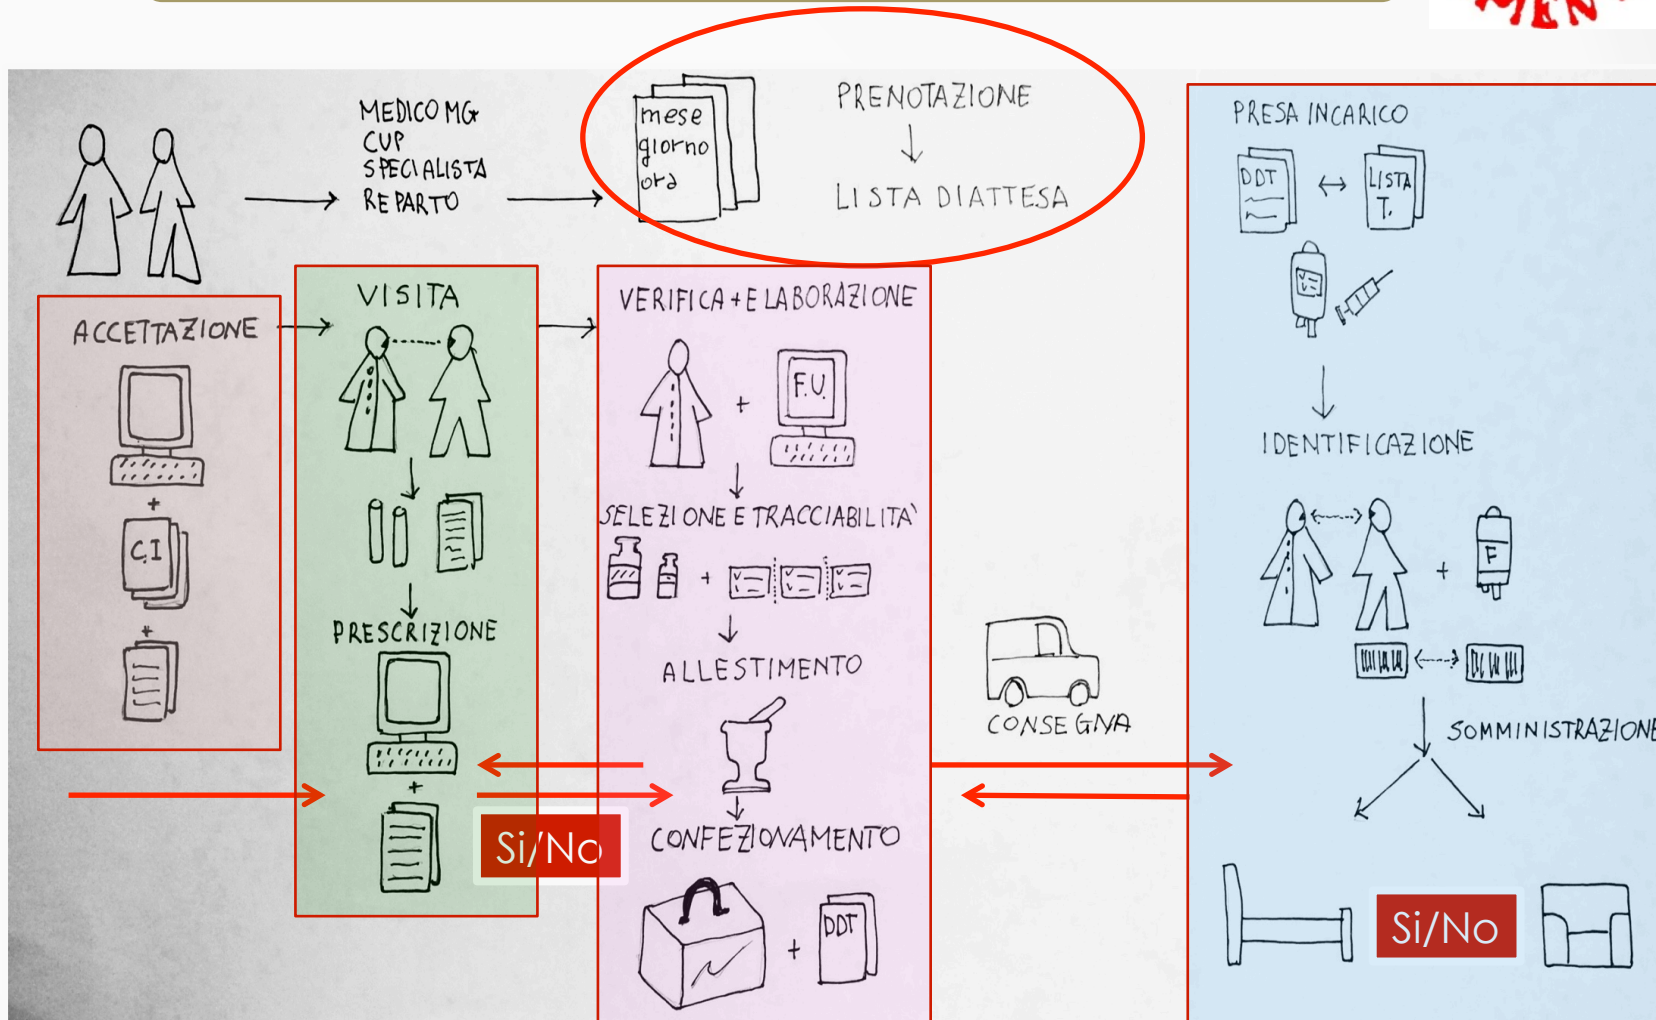 MEDICO MG
CUP
SPECIALISTA
REPARTO
mese
giorno
ora
PRENOTAZIONE
LISTA DI ATTESA
ACCETTAZIONE
C.I
VISITA
PRESCRIZIONE
Si/No
VERIFICA + ELABORAZIONE
F.U.
SELEZIONE E TRACCIABILITA'
ALLESTIMENTO
CONFEZIONAMENTO
DDT
CONSEGNA
PRESA INCARICO
DDT
LISTA
T.
IDENTIFICAZIONE
F
SOMMINISTRAZIONE
Si/No